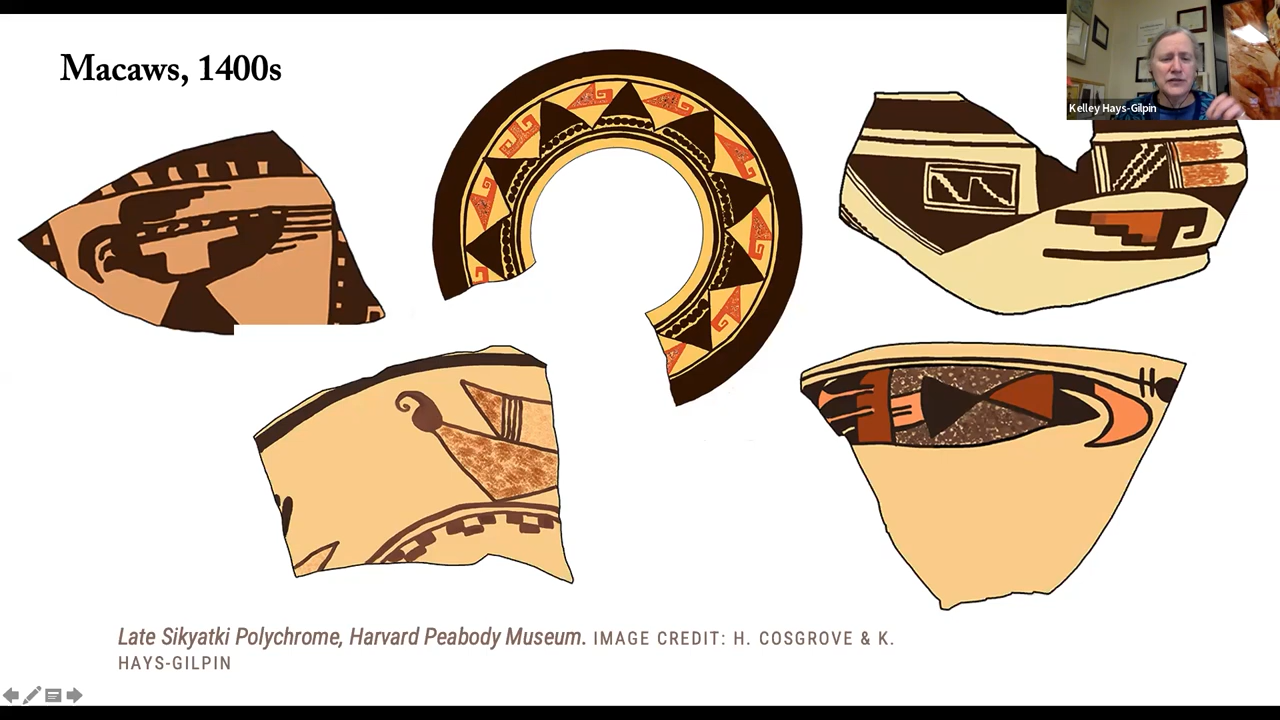 Macaws, 1400s
Kelley Hays-Gilpin
Late Sikyatki Polychrome, Harvard Peabody Museum. IMAGE CREDIT: H. COSGROVE & K.
HAYS-GILPIN